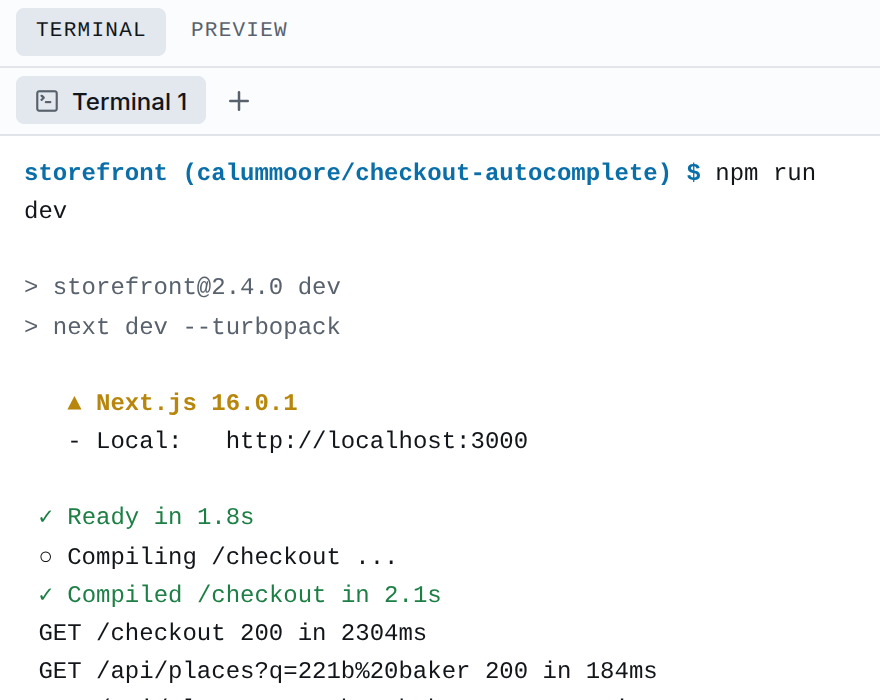 TERMINAL PREVIEW
Terminal 1
storefront (calummoore/checkout-autocomplete) $ npm run
dev
> storefront@2.4.0 dev
> next dev --turbopack
▲ Next.js 16.0.1
- Local:   http://localhost:3000
✓ Ready in 1.8s
○ Compiling /checkout ...
✓ Compiled /checkout in 2.1s
GET /checkout 200 in 2304ms
GET /api/places?q=221b%20baker 200 in 184ms